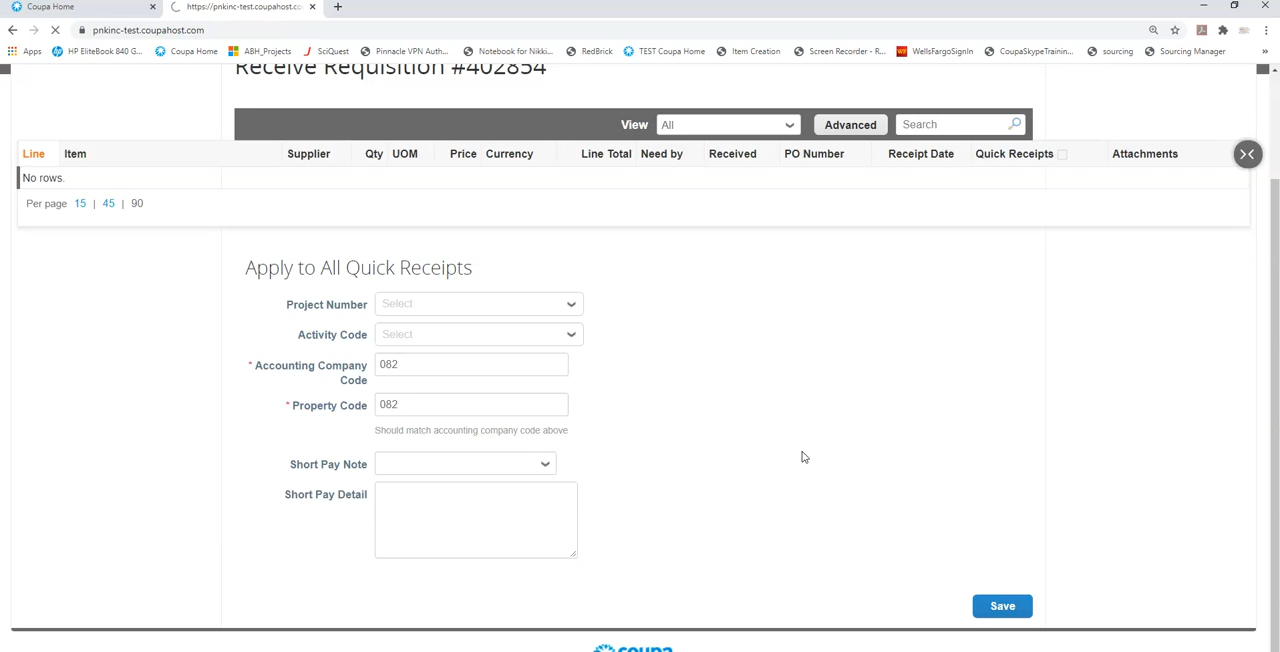 Coupa Home
https://pnkinc-test.coupahost.co
pnkinc-test.coupahost.com
Apps HP EliteBook 840 G... Coupa Home ABH_Projects SciQuest Pinnacle VPN Auth... Notebook for Nikki... RedBrick TEST Coupa Home Item Creation Screen Recorder - R... WellsFargoSignIn CoupaSkypeTraining... sourcing Sourcing Manager »
Receive Requisition #402854
View All Advanced Search
Line Item Supplier Qty UOM Price Currency Line Total Need by Received PO Number Receipt Date Quick Receipts Attachments
No rows.
Per page 15 | 45 | 90
Apply to All Quick Receipts
Project Number Select
Activity Code Select
* Accounting Company Code 082
* Property Code 082
Should match accounting company code above
Short Pay Note
Short Pay Detail
Save
coupa